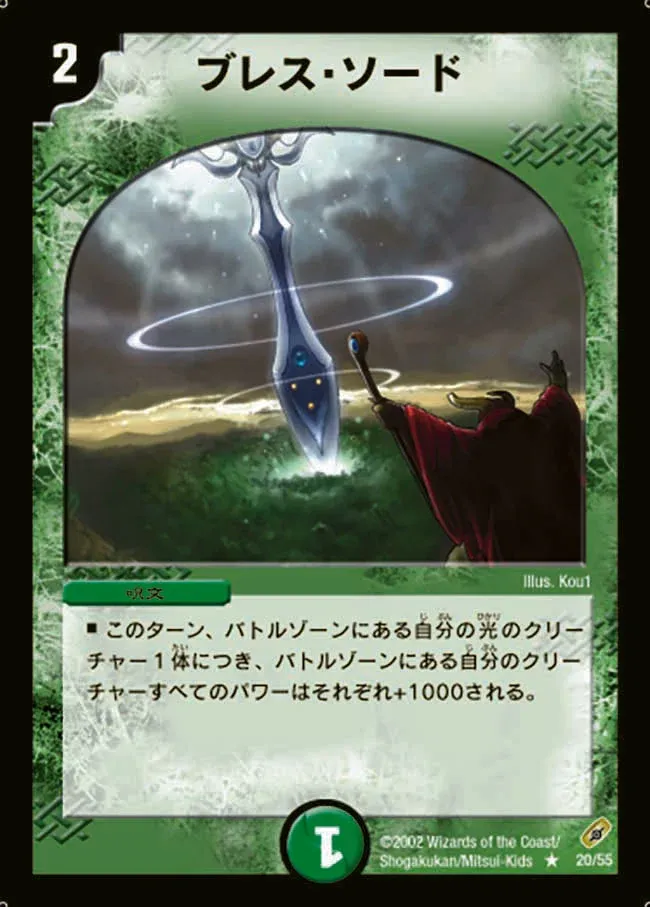 2
ブレス・ソード
Illus. Kou1
呪文
■ このターン、バトルゾーンにある自分の光のクリー
チャー１体につき、バトルゾーンにある自分のクリー
チャーすべてのパワーはそれぞれ+1000される。
1
©2002 Wizards of the Coast/
Shogakukan/Mitsui-Kids ★ 20/55